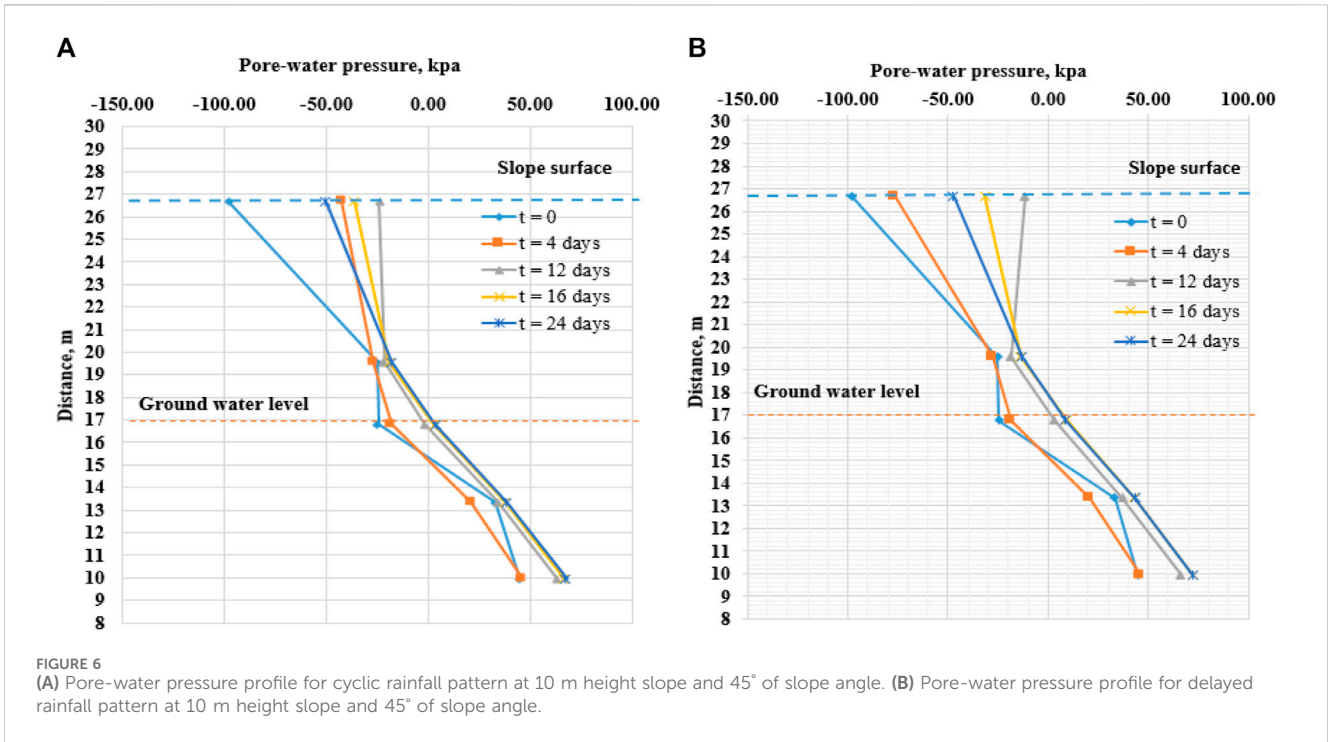 A
Pore-water pressure, kpa
-150.00 -100.00 -50.00 0.00 50.00 100.00
30
29
28
27
26
25
24
23
22
21
20
19
18
17
16
15
14
13
12
11
10
9
8
Distance, m
Slope surface
t = 0
t = 4 days
t = 12 days
t = 16 days
t = 24 days
Ground water level
B
Pore-water pressure, kpa
-150.00 -100.00 -50.00 0.00 50.00 100.00
30
29
28
27
26
25
24
23
22
21
20
19
18
17
16
15
14
13
12
11
10
9
8
Distance, m
Slope surface
t = 0
t = 4 days
t = 12 days
t = 16 days
t = 24 days
Ground water level
FIGURE 6
(A) Pore-water pressure profile for cyclic rainfall pattern at 10 m height slope and 45° of slope angle. (B) Pore-water pressure profile for delayed
rainfall pattern at 10 m height slope and 45° of slope angle.